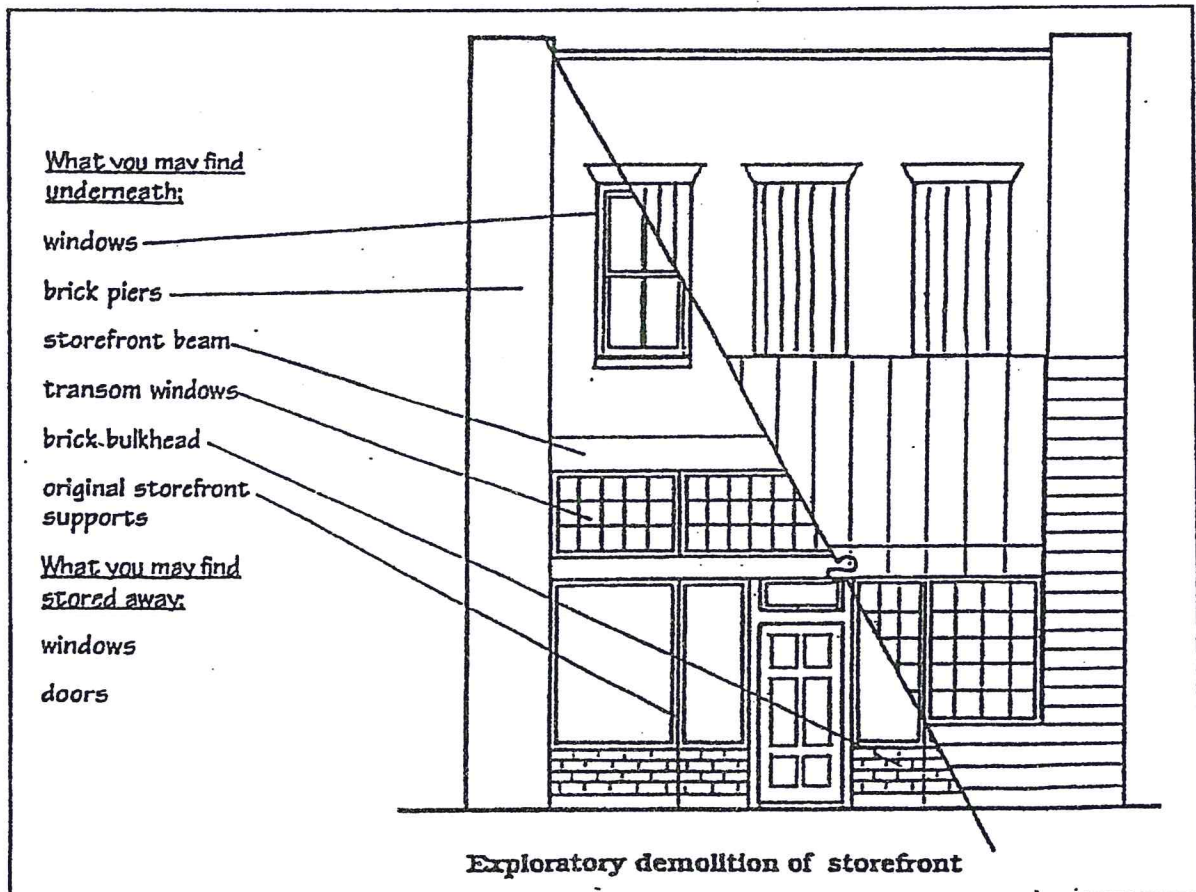 What you may find
underneath:
windows
brick piers
storefront beam
transom windows
brick bulkhead
original storefront
supports
What you may find
stored away:
windows
doors
Exploratory demolition of storefront